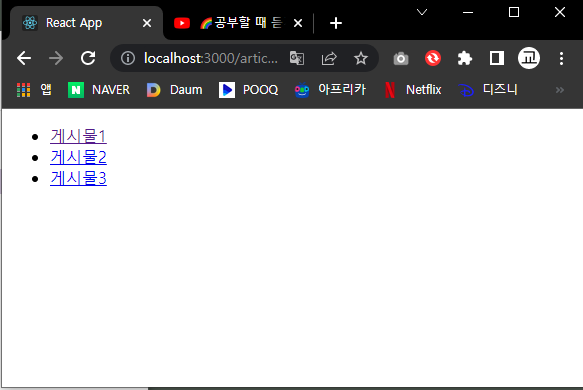 React App
🌈공부할 때 듣
localhost:3000/artic...
앱 NAVER Daum POOQ 아프리카 Netflix 디즈니
교
게시물1
게시물2
게시물3